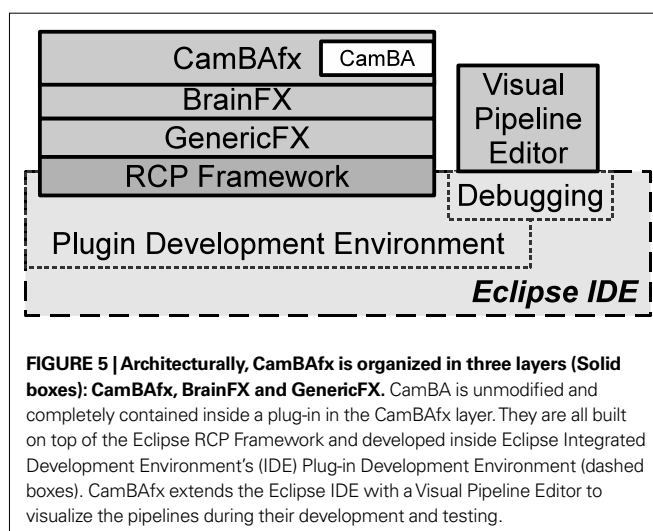 CamBAfx
CamBA
BrainFX
GenericFX
RCP Framework
Visual
Pipeline
Editor
Debugging
Plugin Development Environment
Eclipse IDE
FIGURE 5 | Architecturally, CamBAfx is organized in three layers (Solid
boxes): CamBAfx, BrainFX and GenericFX. CamBA is unmodified and
completely contained inside a plug-in in the CamBAfx layer. They are all built
on top of the Eclipse RCP Framework and developed inside Eclipse Integrated
Development Environment's (IDE) Plug-in Development Environment (dashed
boxes). CamBAfx extends the Eclipse IDE with a Visual Pipeline Editor to
visualize the pipelines during their development and testing.